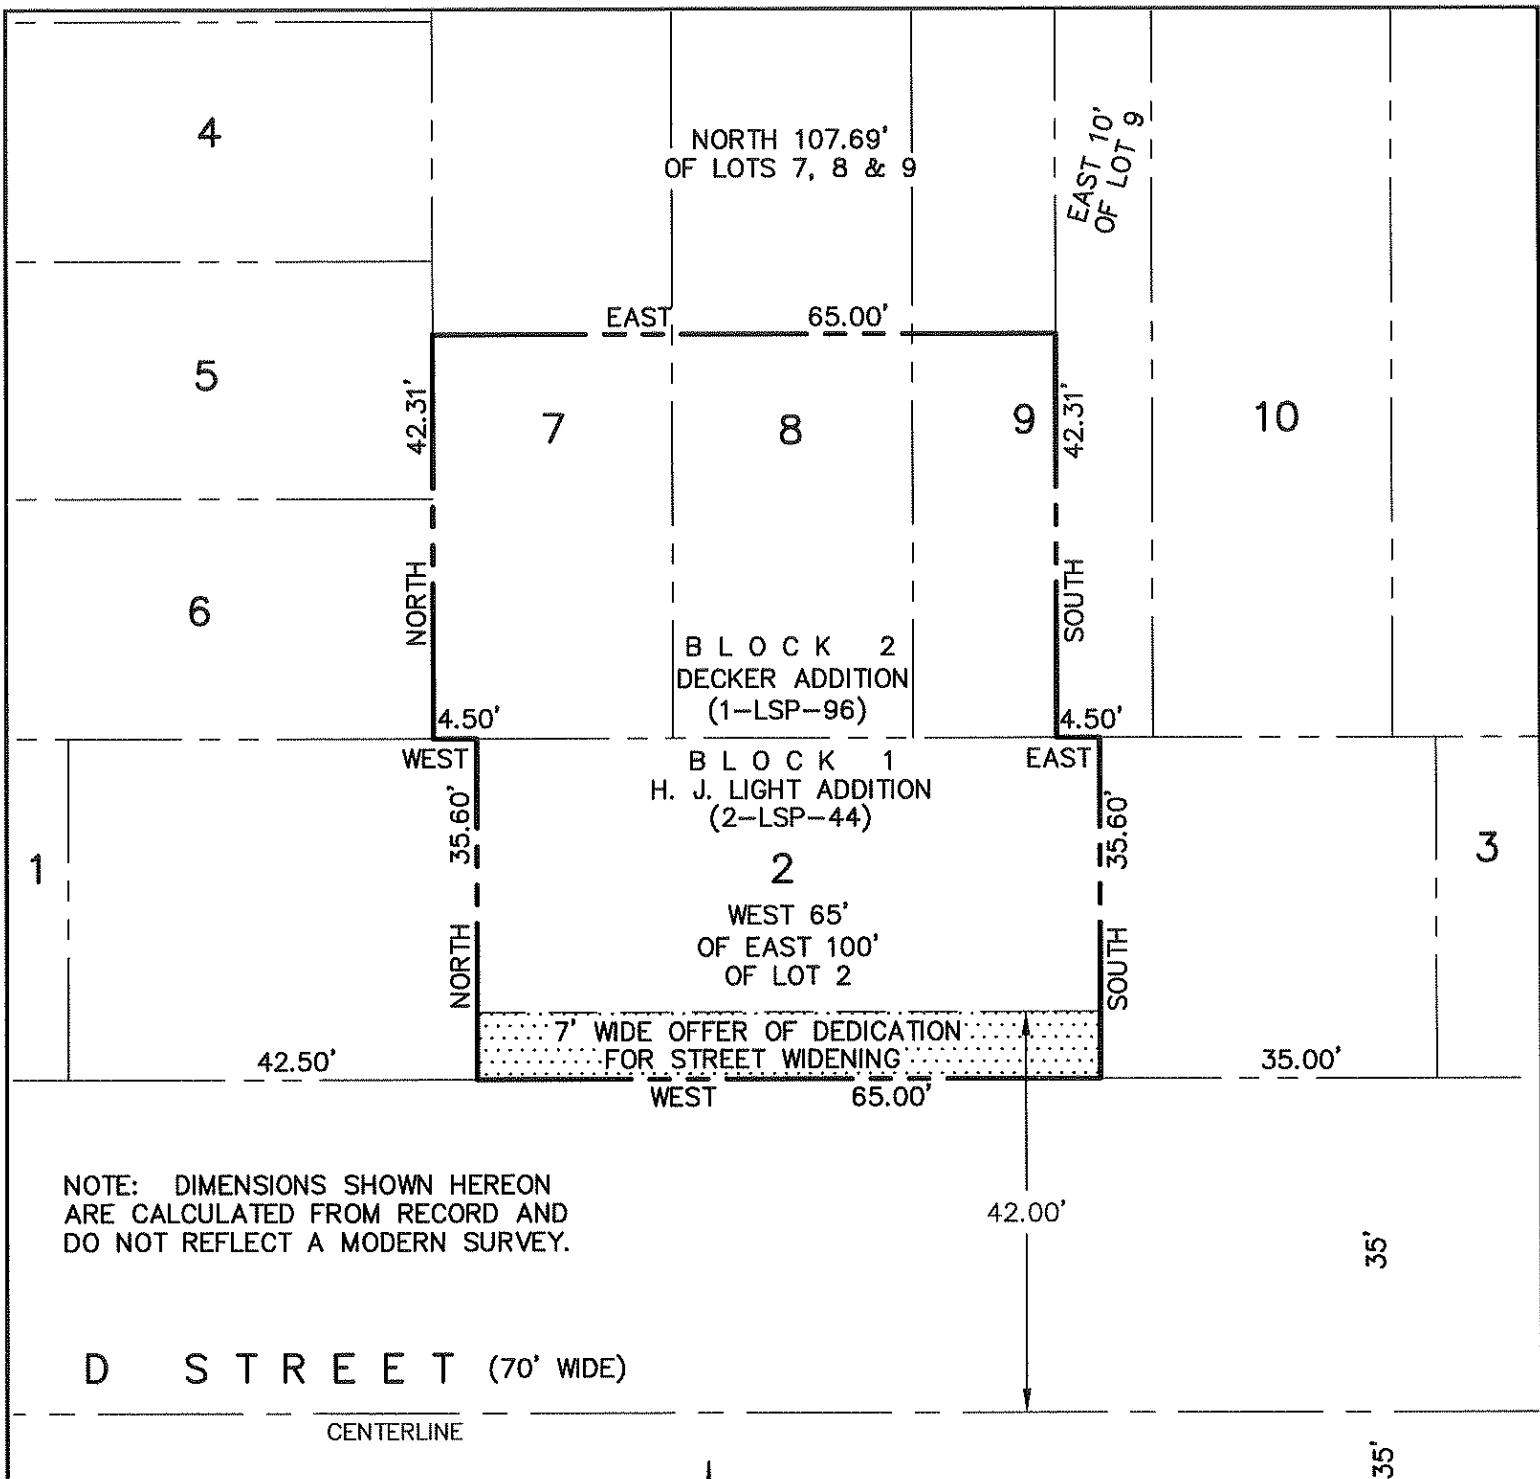 4
NORTH 107.69'
OF LOTS 7, 8 & 9
EAST 10'
OF LOT 9
EAST 65.00'
5
42.31'
7
8
9
42.31'
10
6
NORTH
SOUTH
BLOCK 2
DECKER ADDITION
(1-LSP-96)
4.50'
4.50'
WEST
EAST
BLOCK 1
H. J. LIGHT ADDITION
(2-LSP-44)
1
35.60'
35.60'
3
2
WEST 65'
OF EAST 100'
OF LOT 2
NORTH
SOUTH
7' WIDE OFFER OF DEDICATION
FOR STREET WIDENING
42.50'
35.00'
WEST 65.00'
NOTE: DIMENSIONS SHOWN HEREON
ARE CALCULATED FROM RECORD AND
DO NOT REFLECT A MODERN SURVEY.
42.00'
35'
D STREET (70' WIDE)
CENTERLINE
35'